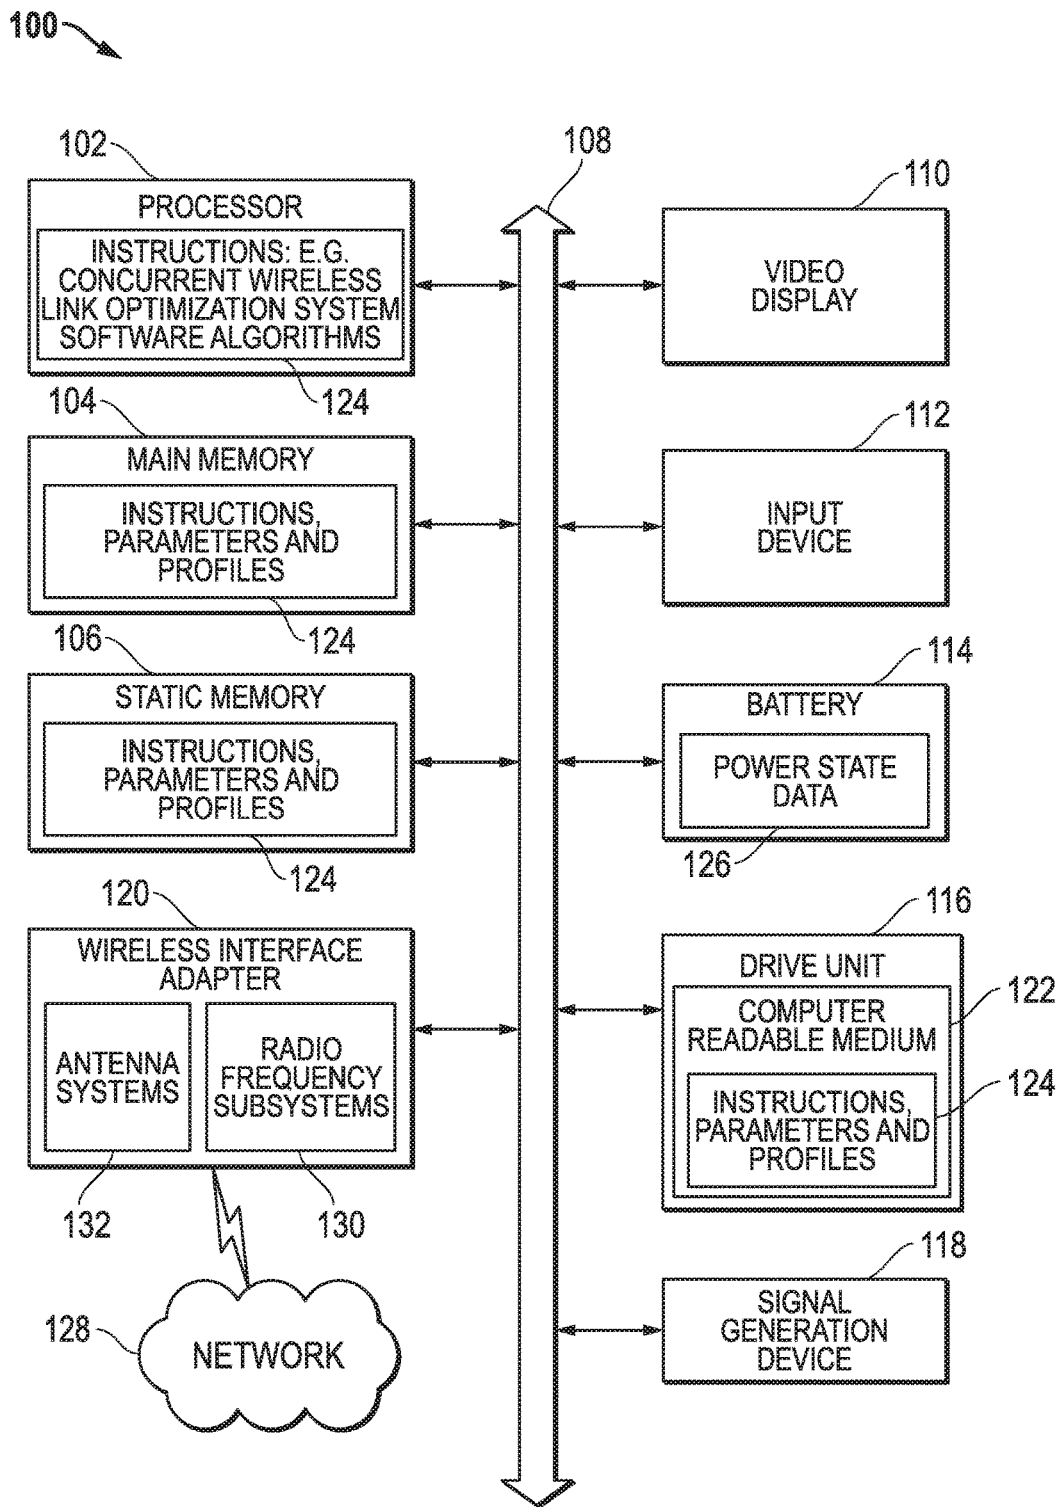 100
102
PROCESSOR
INSTRUCTIONS: E.G.
CONCURRENT WIRELESS
LINK OPTIMIZATION SYSTEM
SOFTWARE ALGORITHMS
124
104
MAIN MEMORY
INSTRUCTIONS,
PARAMETERS AND
PROFILES
124
106
STATIC MEMORY
INSTRUCTIONS,
PARAMETERS AND
PROFILES
124
120
WIRELESS INTERFACE
ADAPTER
ANTENNA
SYSTEMS
RADIO
FREQUENCY
SUBSYSTEMS
132
130
128
NETWORK
108
110
VIDEO
DISPLAY
112
INPUT
DEVICE
114
BATTERY
POWER STATE
DATA
126
116
DRIVE UNIT
122
COMPUTER
READABLE MEDIUM
124
INSTRUCTIONS,
PARAMETERS AND
PROFILES
118
SIGNAL
GENERATION
DEVICE